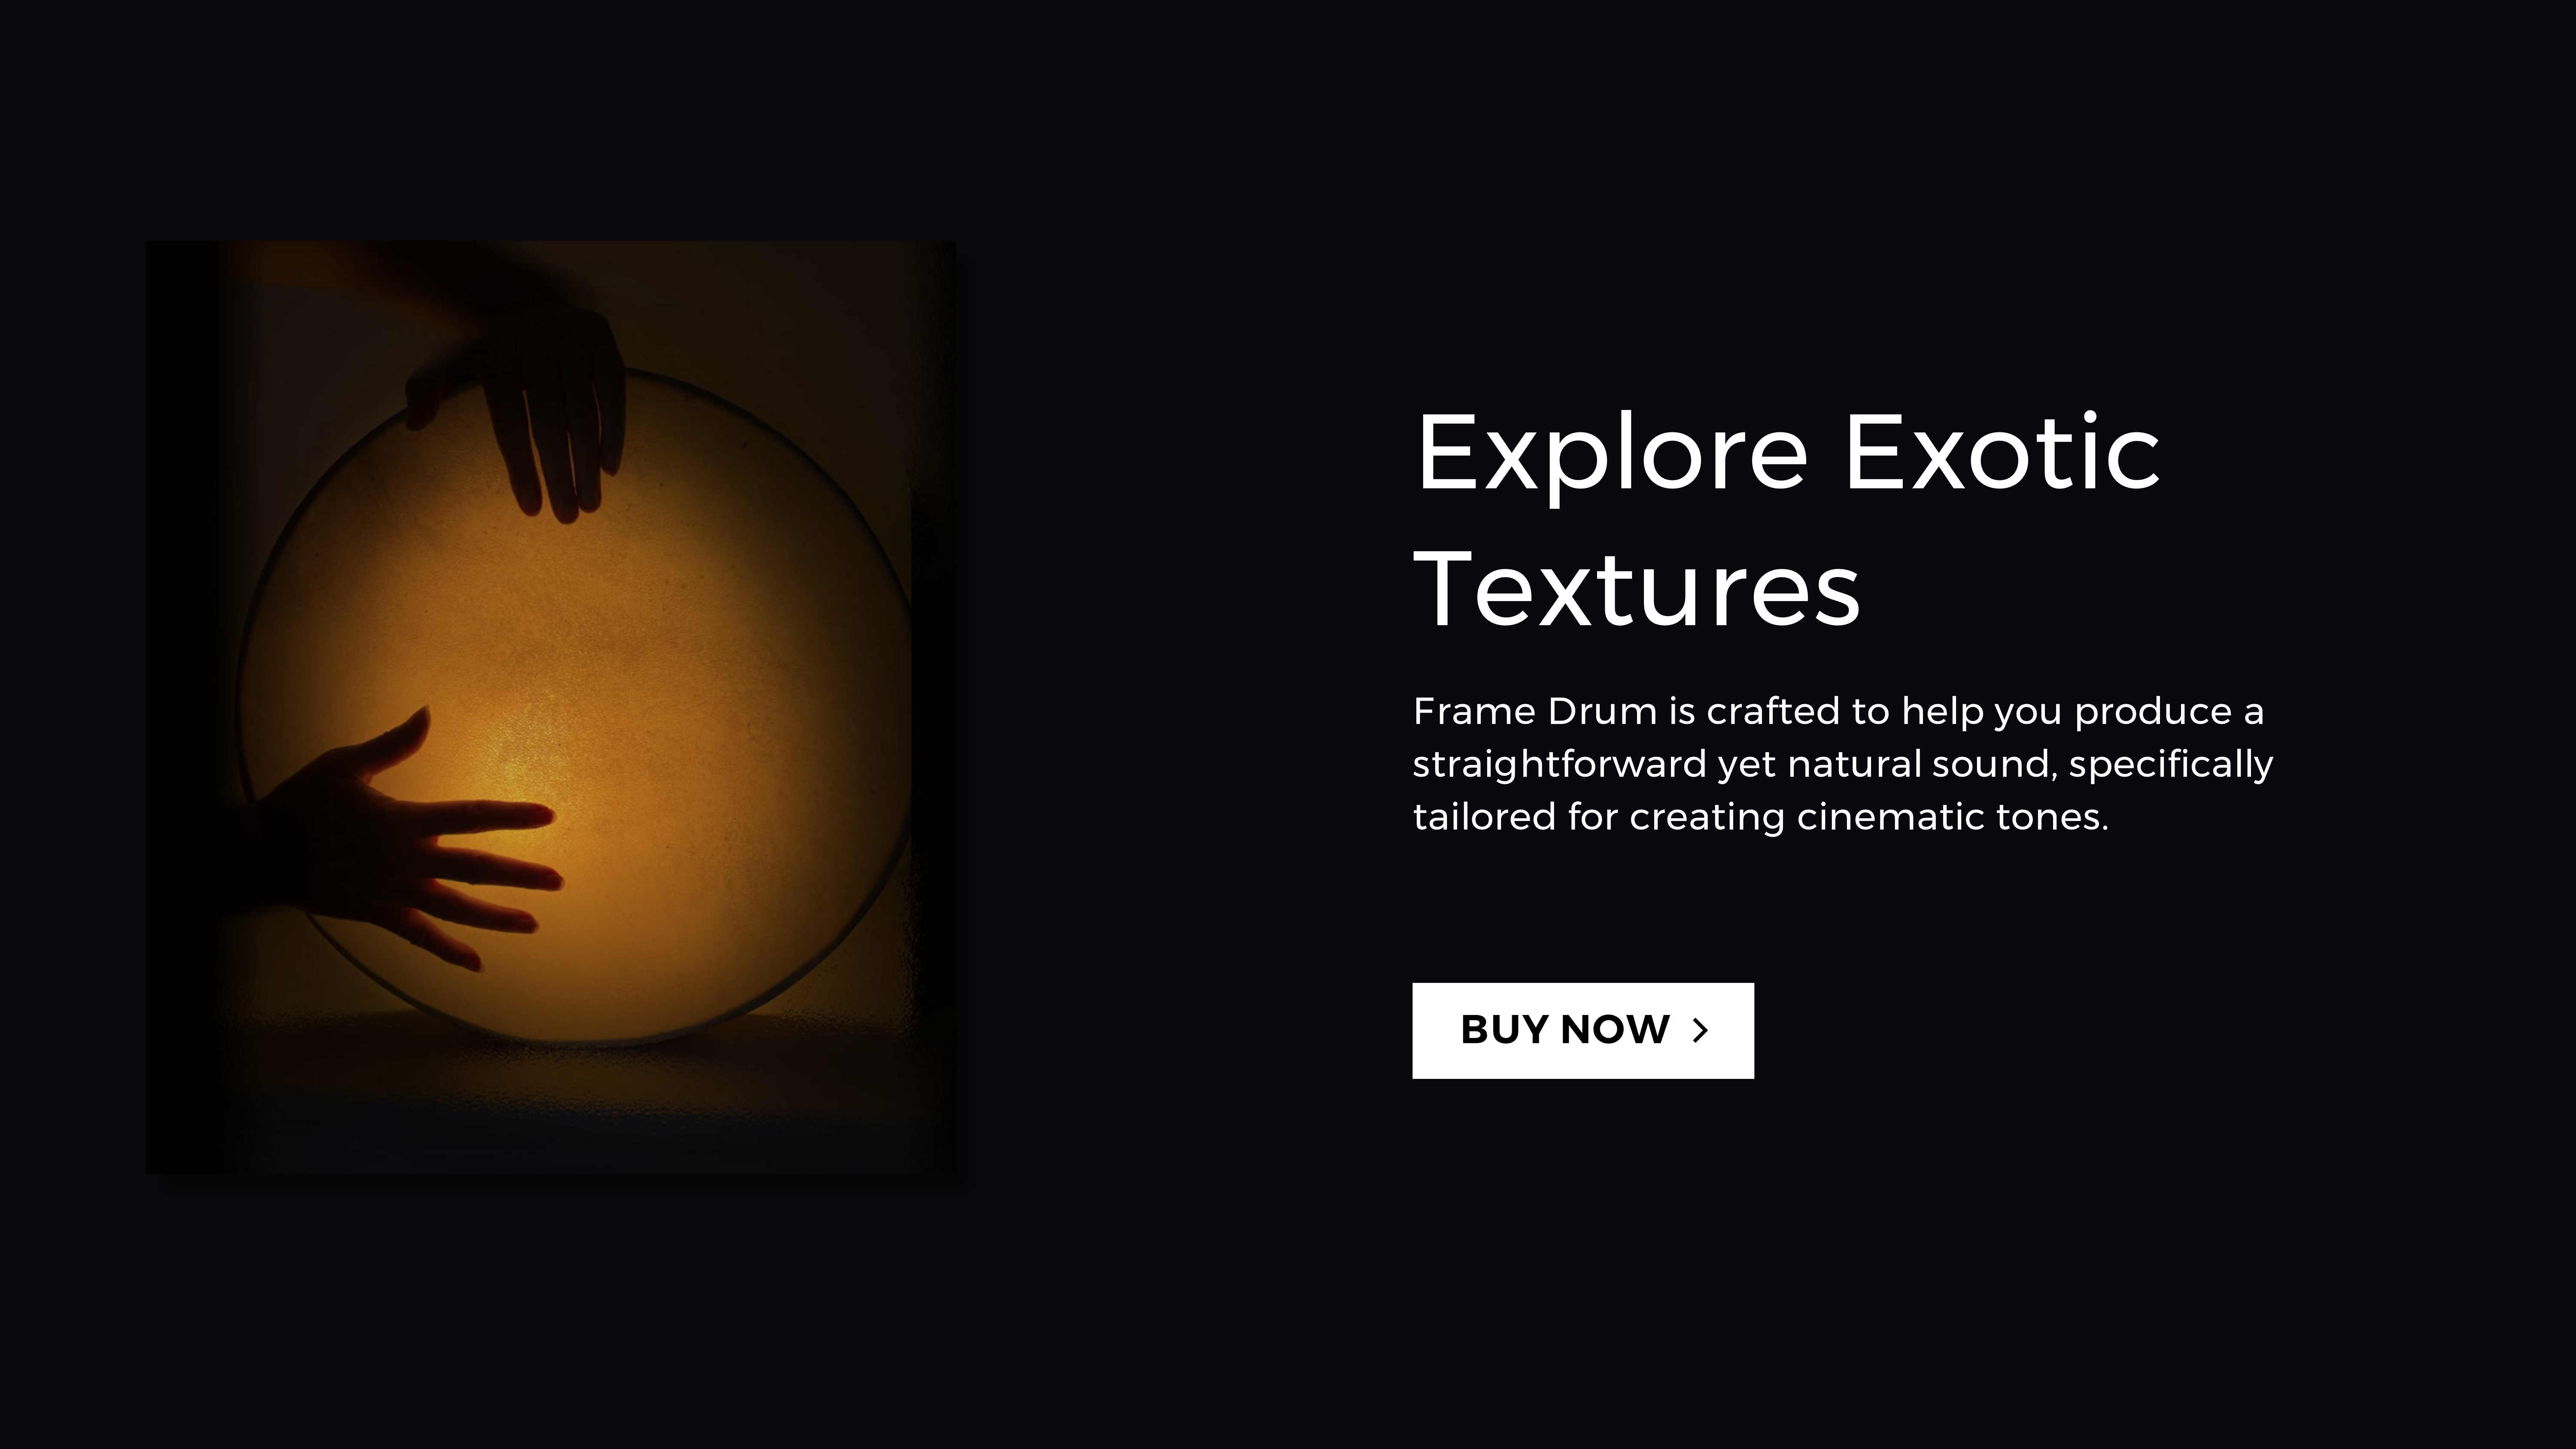 Explore Exotic
Textures
Frame Drum is crafted to help you produce a
straightforward yet natural sound, specifically
tailored for creating cinematic tones.
BUY NOW